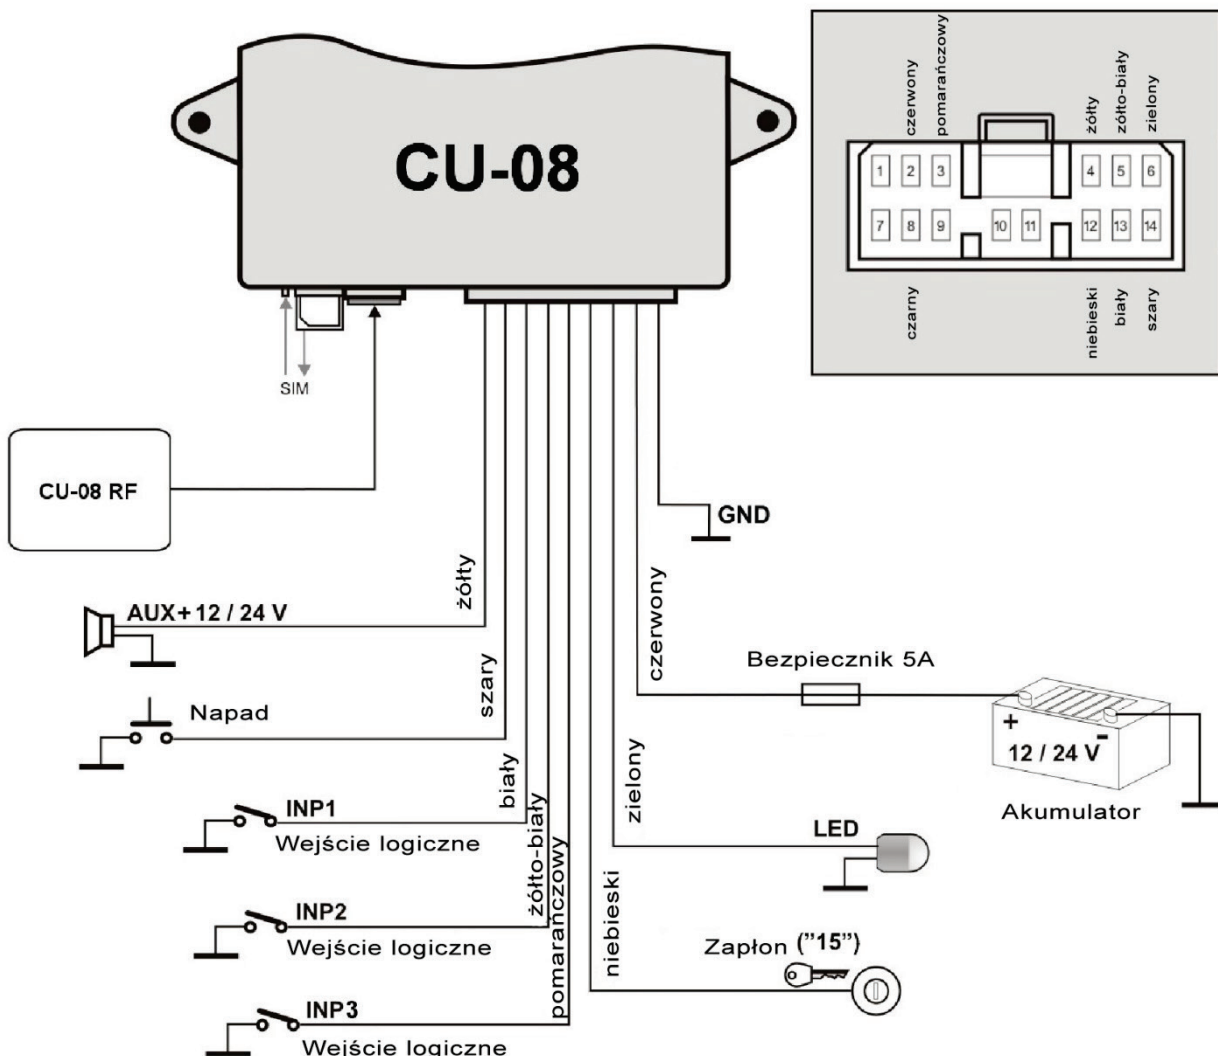 CU-08
czerwony
pomarańczowy
żółty
żółto-biały
zielony
1 2 3 4 5 6
7 8 9 10 11 12 13 14
czarny
niebieski
biały
szary
SIM
CU-08 RF
GND
AUX+12 / 24 V
żółty
szary
Napad
biały
INP1
Wejście logiczne
żółto-biały
INP2
Wejście logiczne
pomarańczowy
INP3
Wejście logiczne
niebieski
zielony
czerwony
Bezpiecznik 5A
+ -
12 / 24 V
Akumulator
LED
Zapłon ("15")